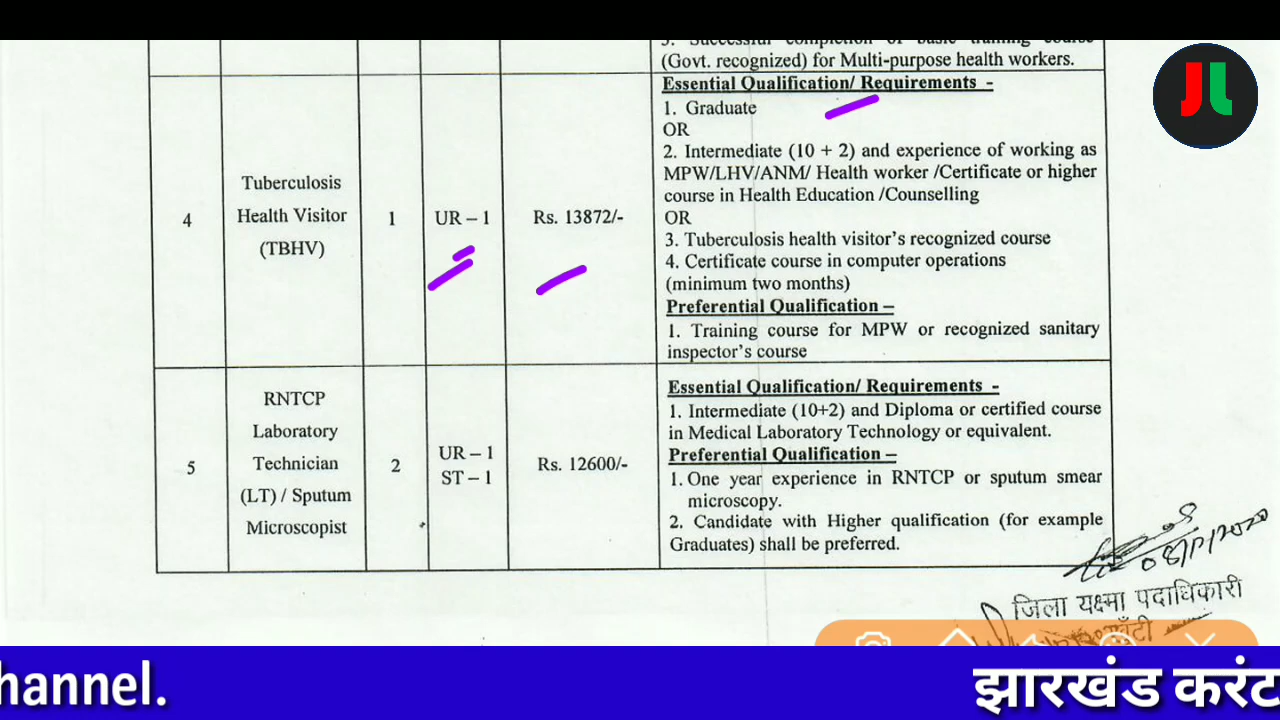 (Govt. recognized) for Multi-purpose health workers.
4
Tuberculosis
Health Visitor
(TBHV)
1
UR – 1
Rs. 13872/-
Essential Qualification/ Requirements -
1. Graduate
OR
2. Intermediate (10 + 2) and experience of working as
MPW/LHV/ANM/ Health worker /Certificate or higher
course in Health Education /Counselling
OR
3. Tuberculosis health visitor's recognized course
4. Certificate course in computer operations
(minimum two months)
Preferential Qualification –
1. Training course for MPW or recognized sanitary
inspector's course
5
RNTCP
Laboratory
Technician
(LT) / Sputum
Microscopist
2
UR – 1
ST – 1
Rs. 12600/-
Essential Qualification/ Requirements -
1. Intermediate (10+2) and Diploma or certified course
in Medical Laboratory Technology or equivalent.
Preferential Qualification –
1. One year experience in RNTCP or sputum smear
microscopy.
2. Candidate with Higher qualification (for example
Graduates) shall be preferred.
जिला यक्ष्मा पदाधिकारी
JL
hannel.
झारखंड करंट